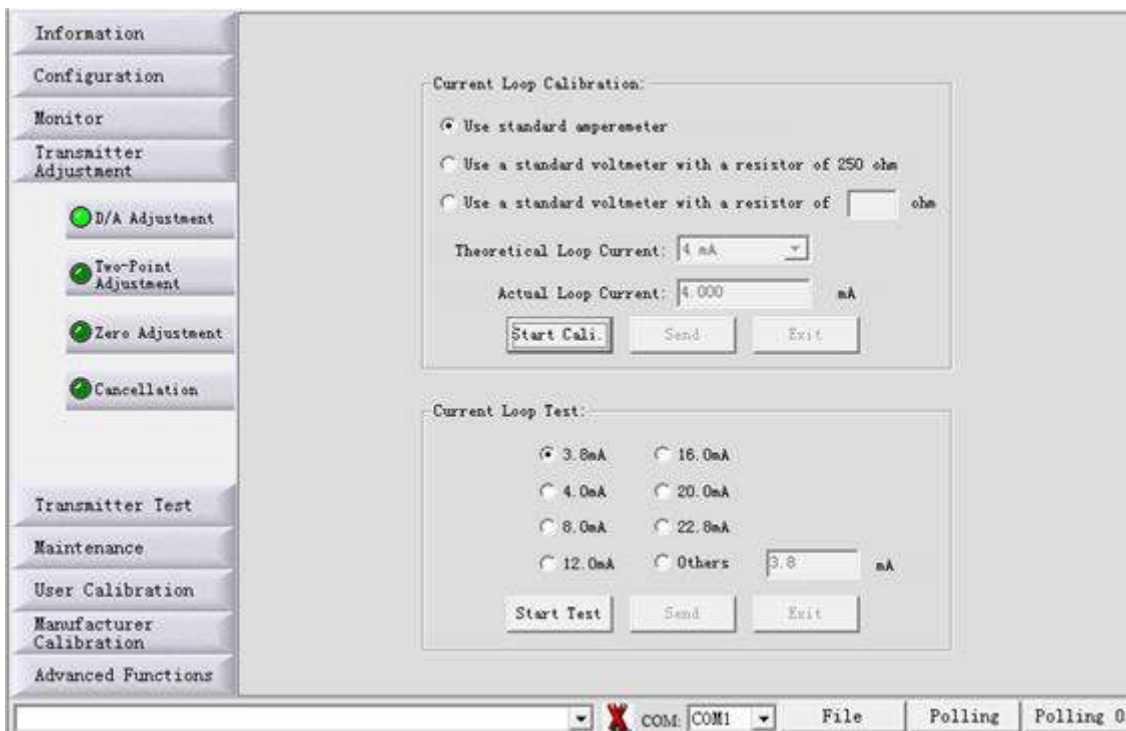 Information
Configuration
Monitor
Transmitter
Adjustment
D/A Adjustment
Two-Point
Adjustment
Zero Adjustment
Cancellation
Transmitter Test
Maintenance
User Calibration
Manufacturer
Calibration
Advanced Functions
Current Loop Calibration:
Use standard amperemeter
Use a standard voltmeter with a resistor of 250 ohm
Use a standard voltmeter with a resistor of ohm
Theoretical Loop Current: 4 mA
Actual Loop Current: 4.000 mA
Start Cali. Send Exit
Current Loop Test:
3.8mA 16.0mA
4.0mA 20.0mA
8.0mA 22.8mA
12.0mA Others 3.8 mA
Start Test Send Exit
COM: COM1 File Polling Polling 0